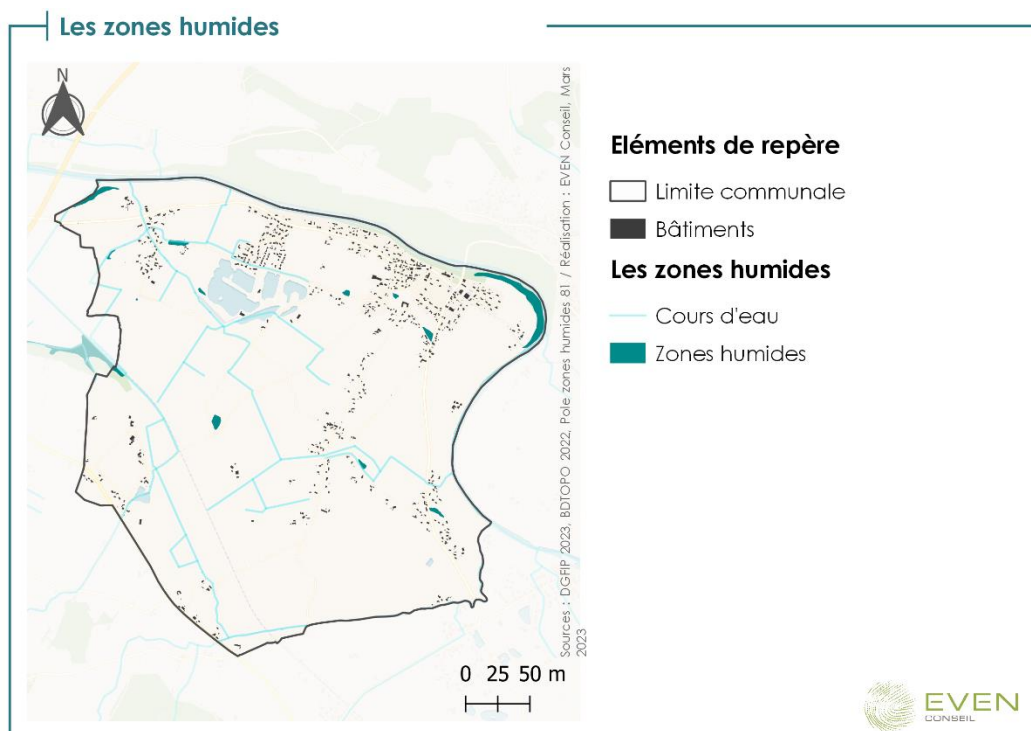 Les zones humides
N
Sources : DGFIP 2023, BDTOPO 2022, Pole zones humides 81 / Réalisation : EVEN Conseil, Mars
2023
0 25 50 m
Eléments de repère
Limite communale
Bâtiments
Les zones humides
Cours d'eau
Zones humides
EVEN
CONSEIL